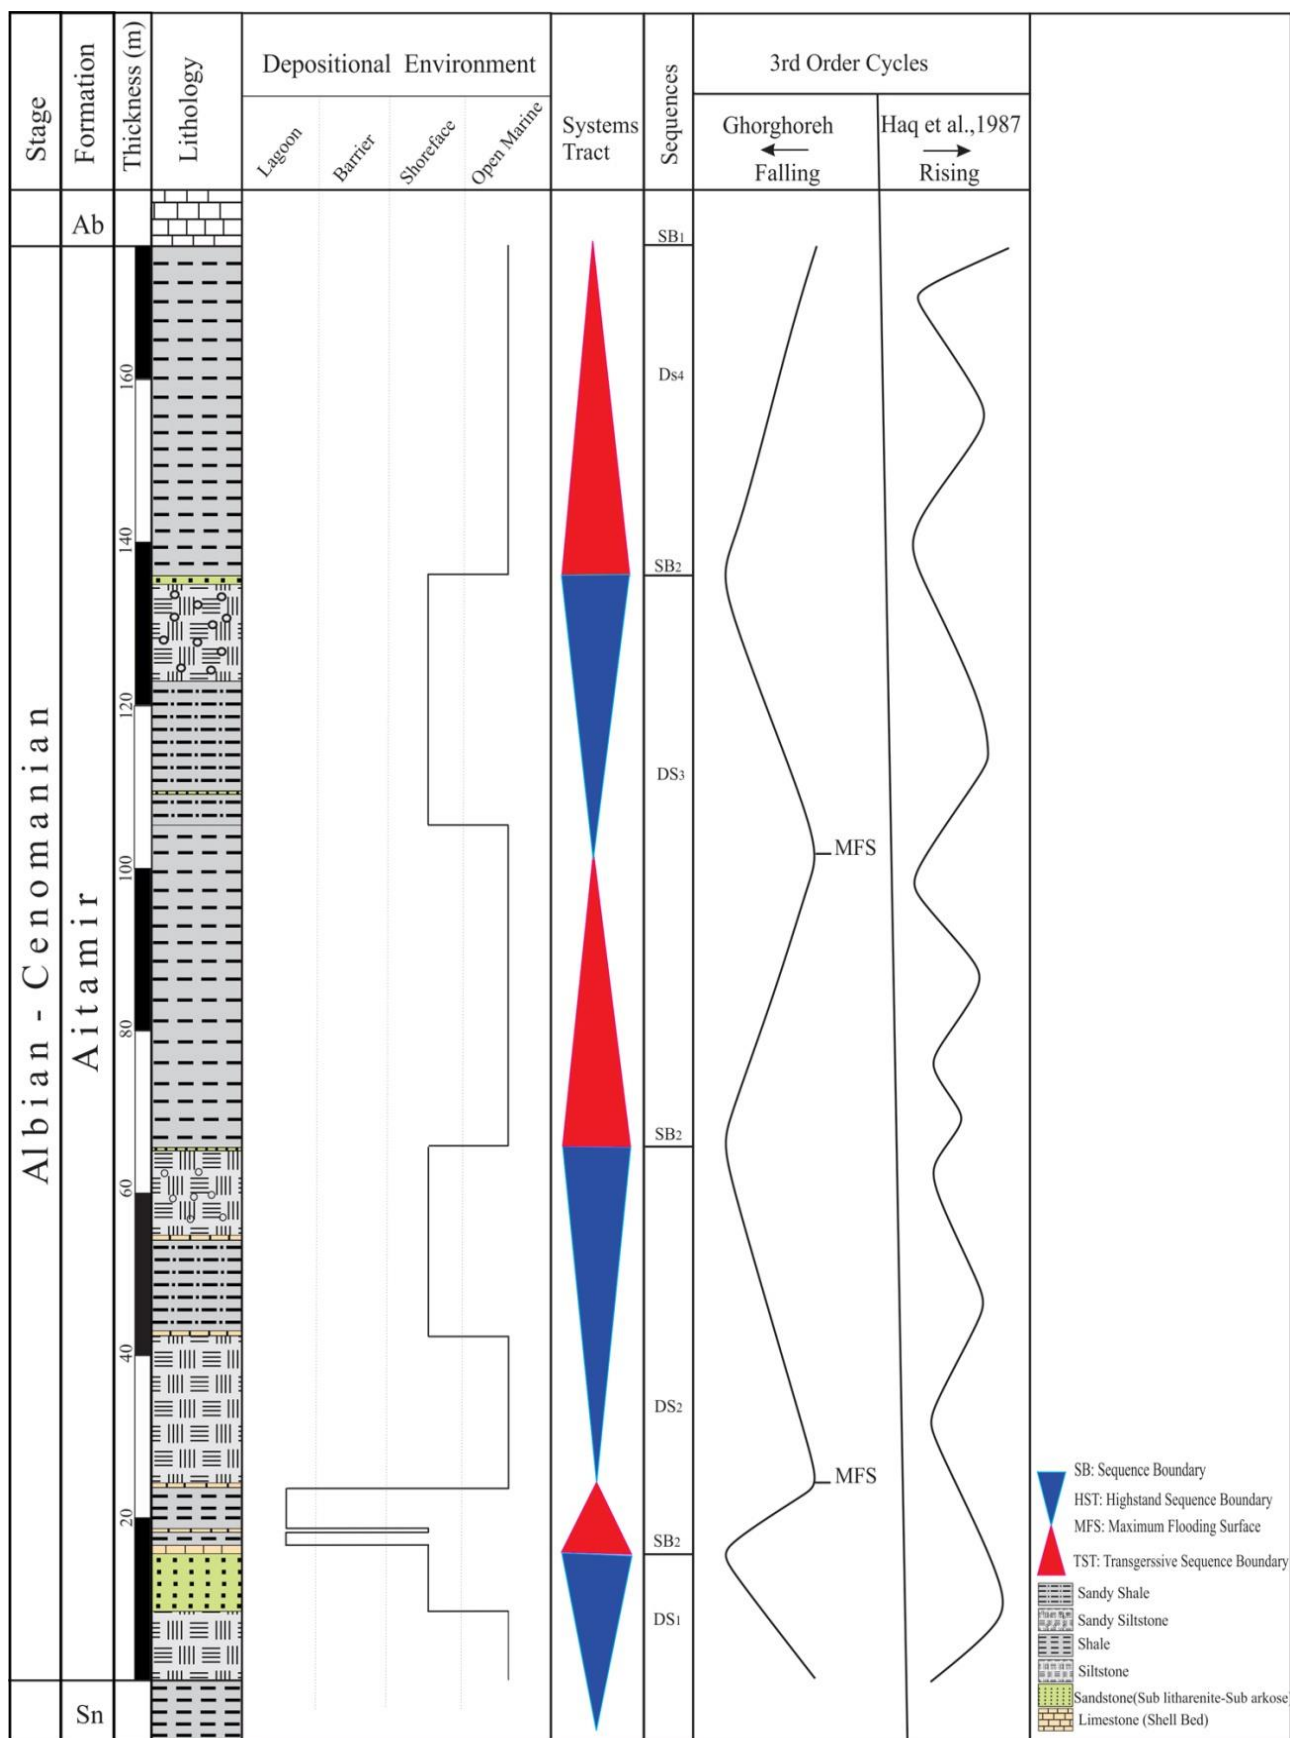 Stage
Formation
Thickness (m)
Lithology
Depositional Environment
Lagoon
Barrier
Shoreface
Open Marine
Systems
Tract
Sequences
3rd Order Cycles
Ghorghoreh
Falling
Haq et al.,1987
Rising
Ab
SB1
160
Ds4
140
SB2
120
DS3
MFS
100
Albian - Cenomanian
Aitamir
80
SB2
60
40
DS2
MFS
20
SB2
DS1
Sn
SB: Sequence Boundary
HST: Highstand Sequence Boundary
MFS: Maximum Flooding Surface
TST: Transgerssive Sequence Boundary
Sandy Shale
Sandy Siltstone
Shale
Siltstone
Sandstone(Sub litharenite-Sub arkose
Limestone (Shell Bed)